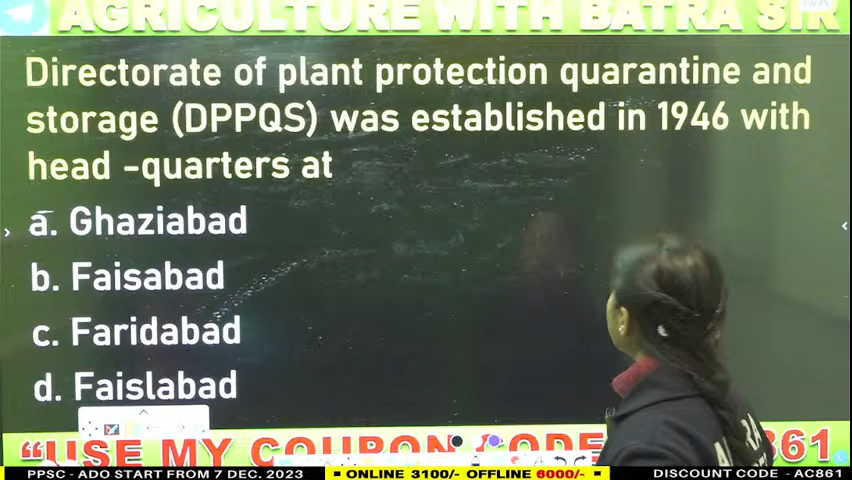 AGRICULTURE WITH BATRA SIR
Directorate of plant protection quarantine and
storage (DPPQS) was established in 1946 with
head -quarters at
a. Ghaziabad
b. Faisabad
c. Faridabad
d. Faislabad
“USE MY COUPON CODE 861
PPSC - ADO START FROM 7 DEC. 2023 ▪ ONLINE 3100/- OFFLINE 6000/- ▪ DISCOUNT CODE - AC861